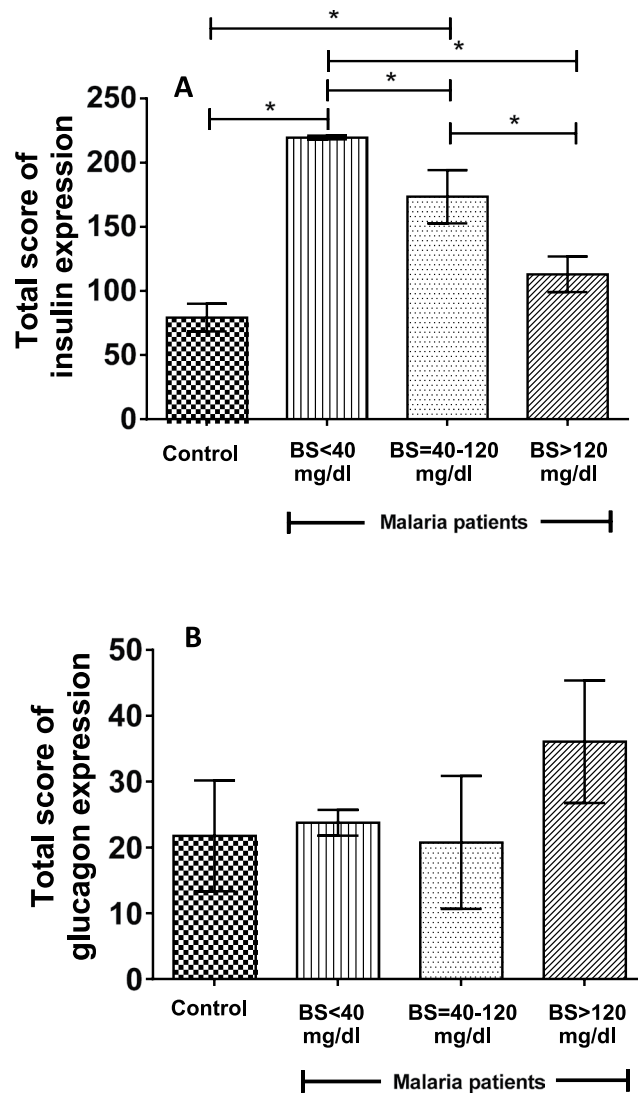 *
*
A
*
*
*
250
200
150
100
50
0
Total score of
insulin expression
Control
BS<40
mg/dl
BS=40-120
mg/dl
BS>120
mg/dl
Malaria patients
B
50
40
30
20
10
0
Total score of
glucagon expression
Control
BS<40
mg/dl
BS=40-120
mg/dl
BS>120
mg/dl
Malaria patients